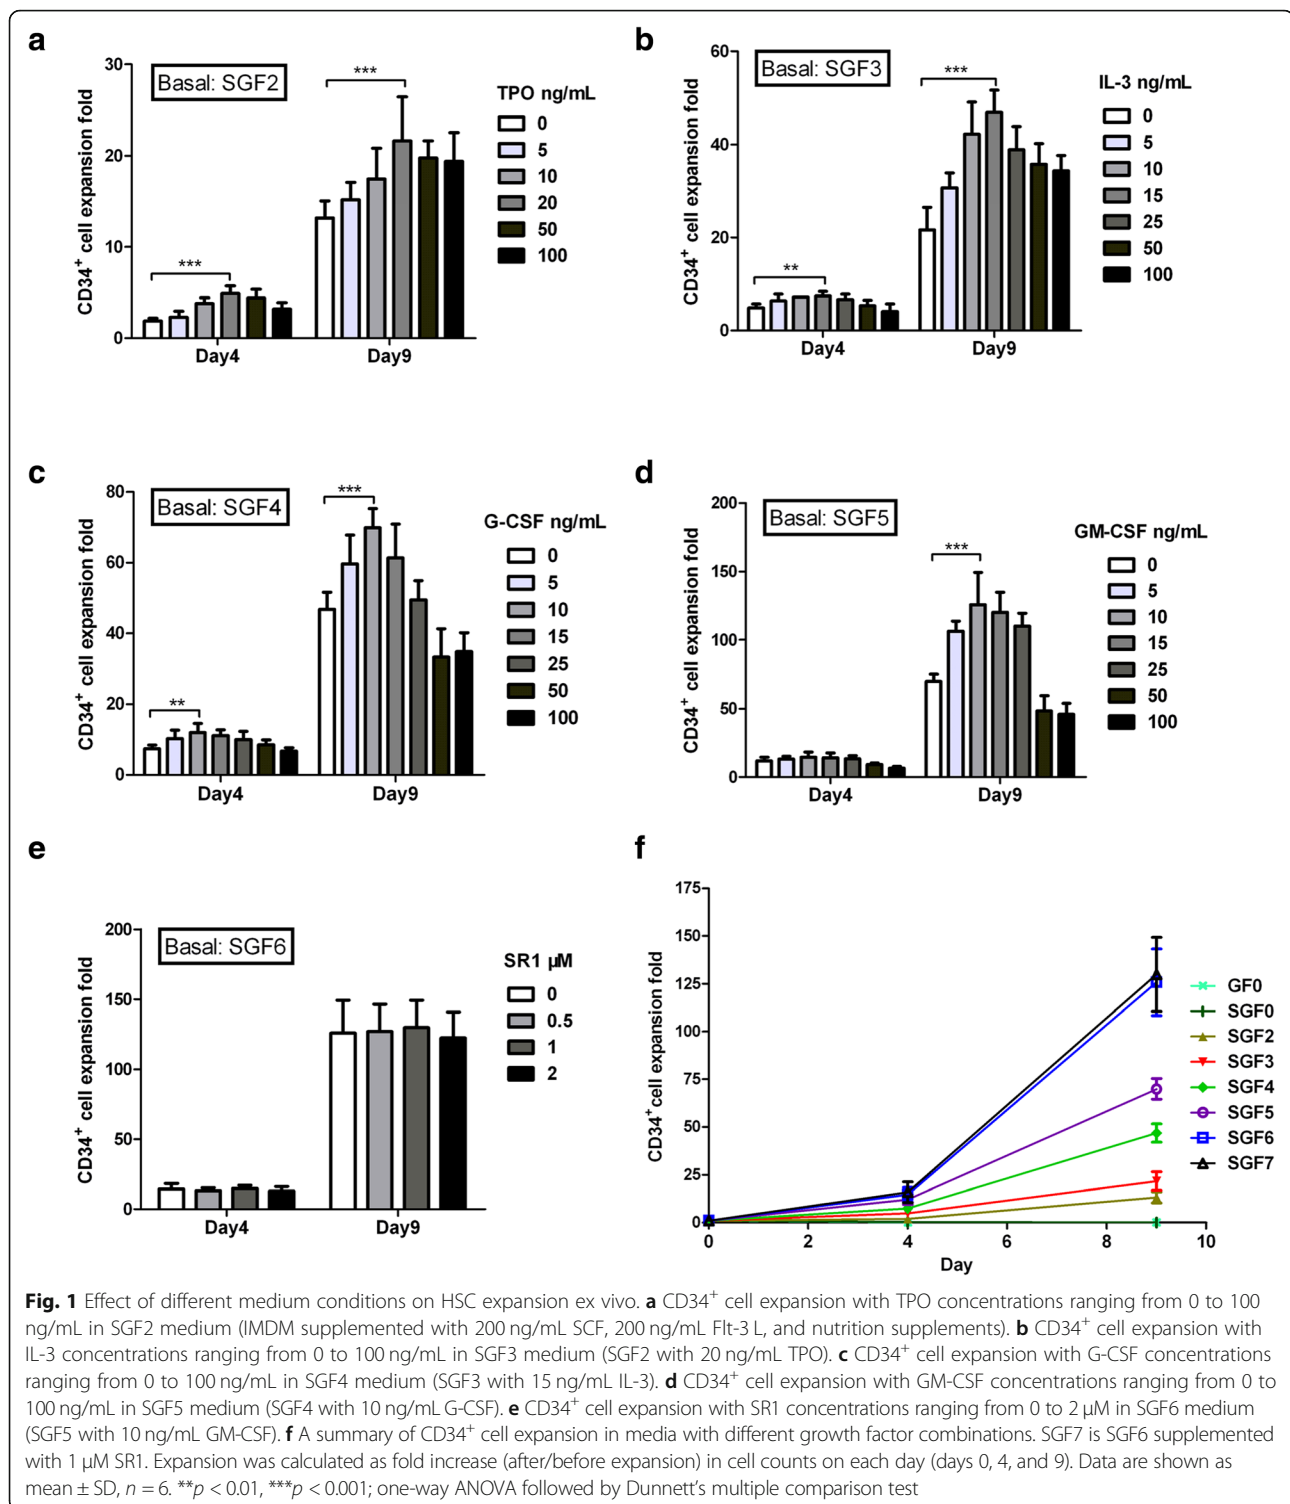 a
Basal: SGF2
CD34+ cell expansion fold
30
20
10
0
***
***
Day4
Day9
TPO ng/mL
0
5
10
20
50
100
b
Basal: SGF3
CD34+ cell expansion fold
60
40
20
0
**
***
Day4
Day9
IL-3 ng/mL
0
5
10
15
25
50
100
c
Basal: SGF4
CD34+ cell expansion fold
80
60
40
20
0
**
***
Day4
Day9
G-CSF ng/mL
0
5
10
15
25
50
100
d
Basal: SGF5
CD34+ cell expansion fold
200
150
100
50
0
***
Day4
Day9
GM-CSF ng/mL
0
5
10
15
25
50
100
e
Basal: SGF6
CD34+ cell expansion fold
200
150
100
50
0
Day4
Day9
SR1 µM
0
0.5
1
2
f
CD34+cell expansion fold
175
150
125
100
75
50
25
0
0 2 4 6 8 10
Day
GF0
SGF0
SGF2
SGF3
SGF4
SGF5
SGF6
SGF7
Fig. 1 Effect of different medium conditions on HSC expansion ex vivo. a CD34+ cell expansion with TPO concentrations ranging from 0 to 100
ng/mL in SGF2 medium (IMDM supplemented with 200 ng/mL SCF, 200 ng/mL Flt-3 L, and nutrition supplements). b CD34+ cell expansion with
IL-3 concentrations ranging from 0 to 100 ng/mL in SGF3 medium (SGF2 with 20 ng/mL TPO). c CD34+ cell expansion with G-CSF concentrations
ranging from 0 to 100 ng/mL in SGF4 medium (SGF3 with 15 ng/mL IL-3). d CD34+ cell expansion with GM-CSF concentrations ranging from 0 to
100 ng/mL in SGF5 medium (SGF4 with 10 ng/mL G-CSF). e CD34+ cell expansion with SR1 concentrations ranging from 0 to 2 µM in SGF6 medium
(SGF5 with 10 ng/mL GM-CSF). f A summary of CD34+ cell expansion in media with different growth factor combinations. SGF7 is SGF6 supplemented
with 1 µM SR1. Expansion was calculated as fold increase (after/before expansion) in cell counts on each day (days 0, 4, and 9). Data are shown as
mean ± SD, n = 6. **p < 0.01, ***p < 0.001; one-way ANOVA followed by Dunnett's multiple comparison test